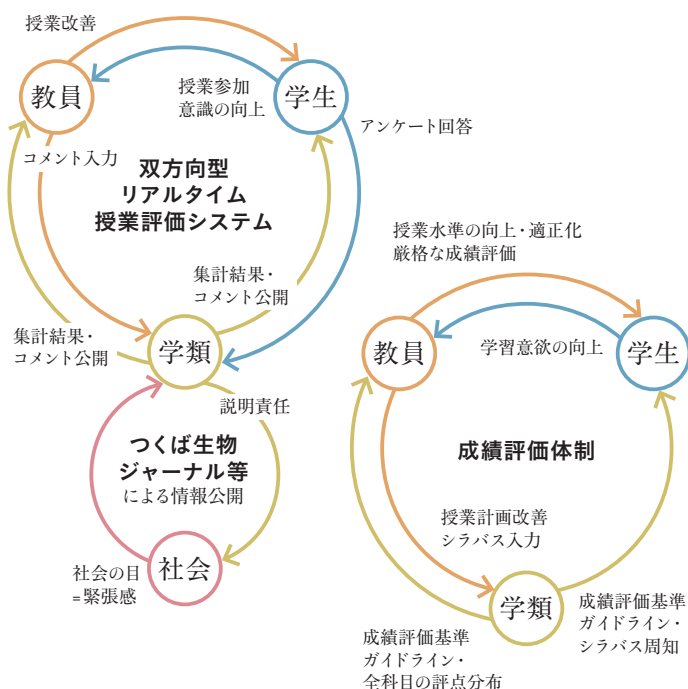 授業改善
教員
学生
授業参加
意識の向上
アンケート回答
コメント入力
双方向型
リアルタイム
授業評価システム
集計結果・
コメント公開
集計結果・
コメント公開
学類
説明責任
つくば生物
ジャーナル等
による情報公開
社会の目
=緊張感
社会
授業水準の向上・適正化
厳格な成績評価
教員
学生
学習意欲の向上
成績評価体制
授業計画改善
シラバス入力
学類
成績評価基準
ガイドライン・
全科目の評点分布
成績評価基準
ガイドライン・
シラバス周知